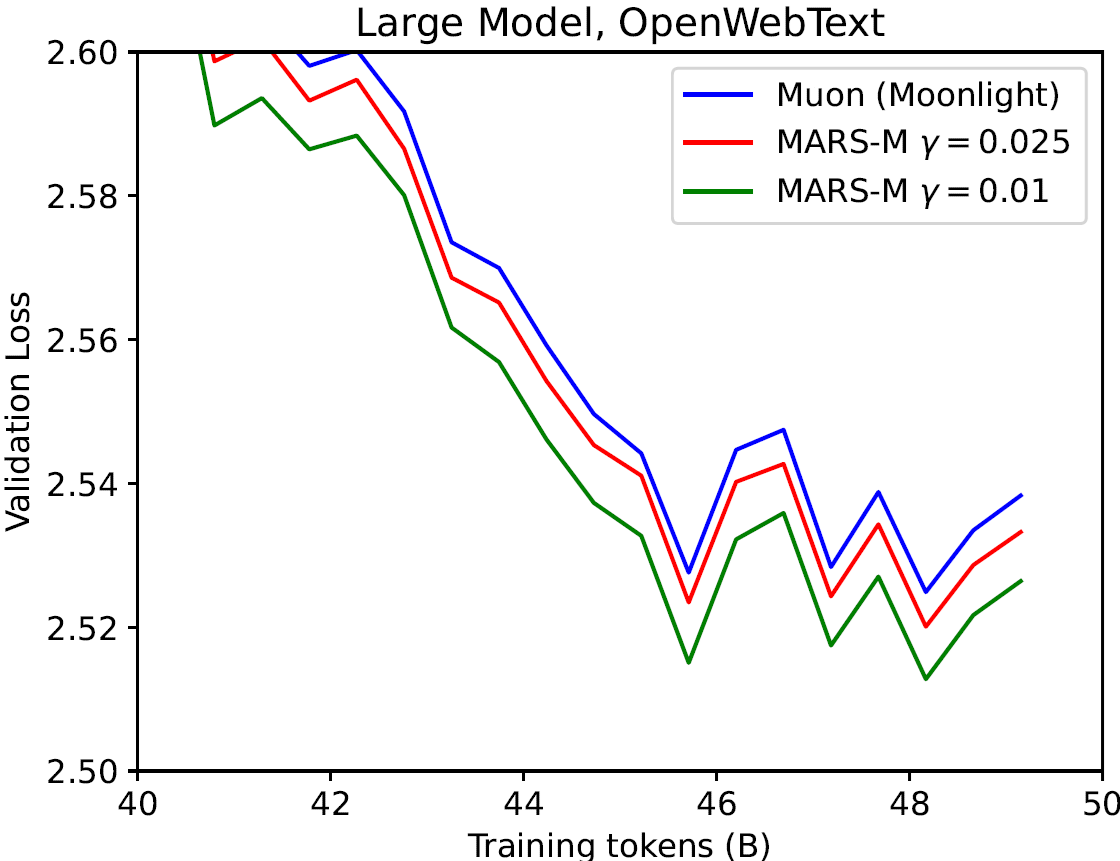 Large Model, OpenWebText
Muon (Moonlight)
MARS-M γ = 0.025
MARS-M γ = 0.01
Validation Loss
2.60
2.58
2.56
2.54
2.52
2.50
40 42 44 46 48 50
Training tokens (B)